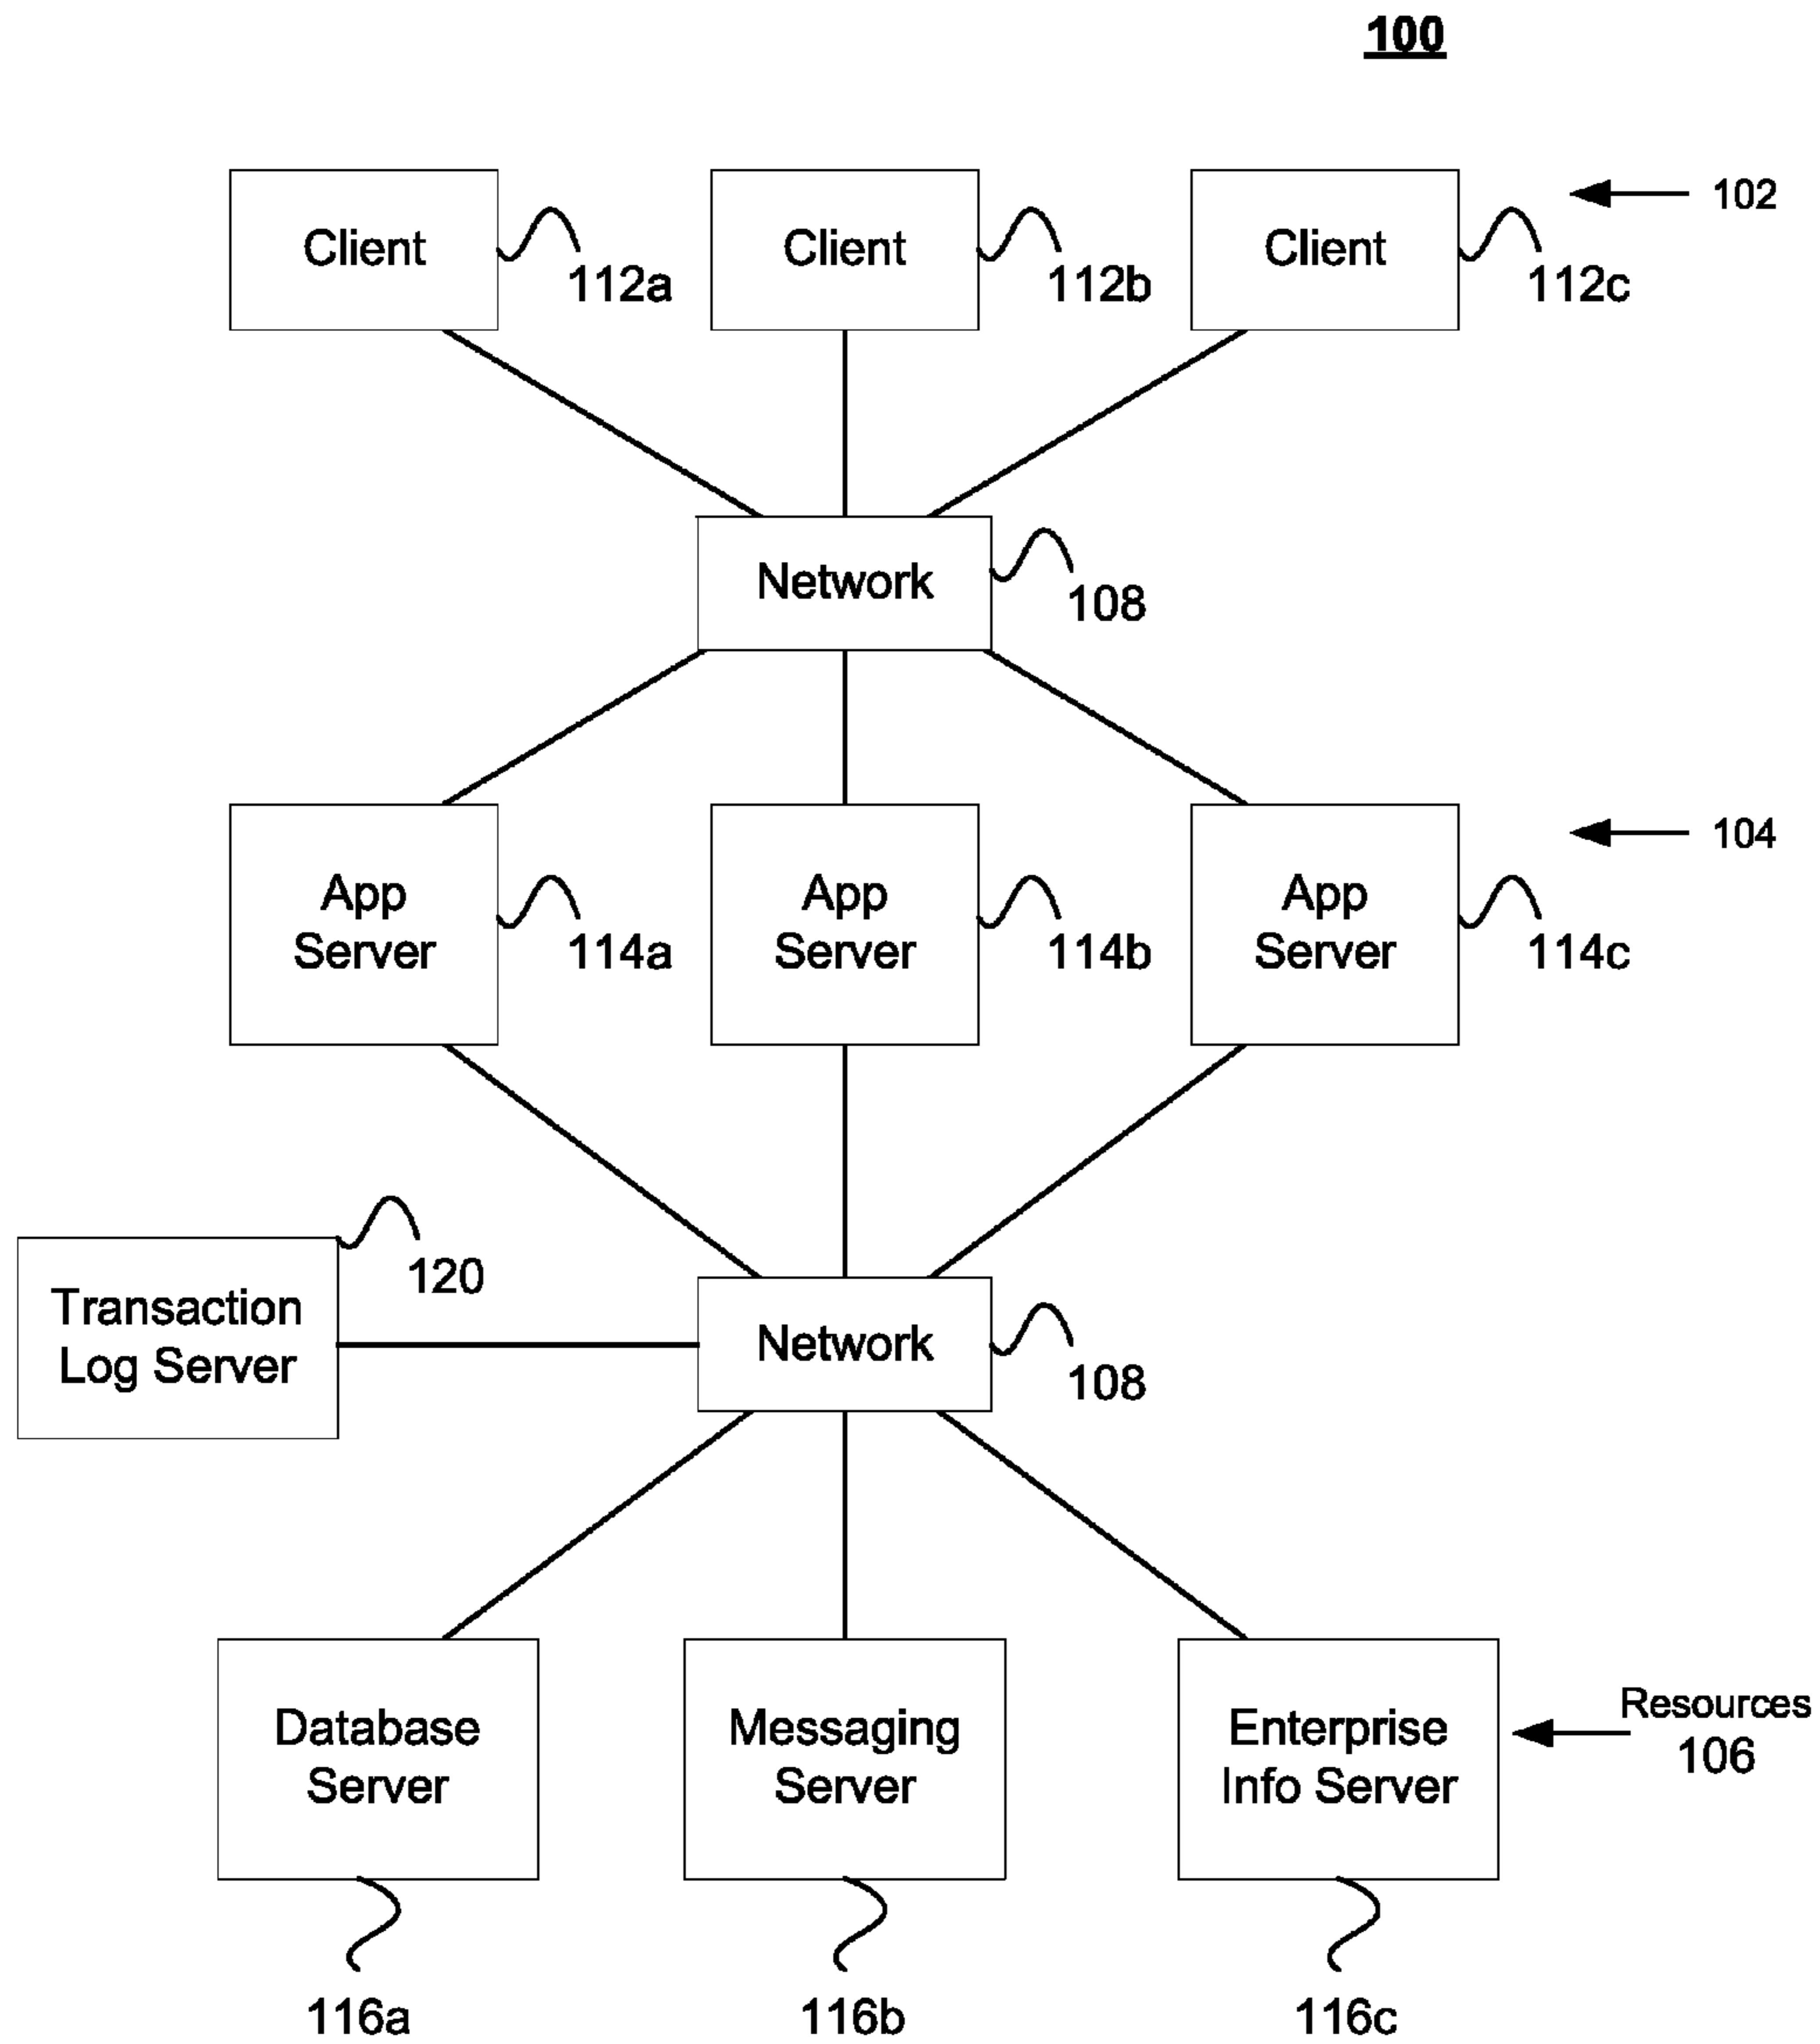 100
Client
Client
Client
102
112a
112b
112c
Network
108
App
Server
App
Server
App
Server
104
114a
114b
114c
Transaction
Log Server
120
Network
108
Database
Server
Messaging
Server
Enterprise
Info Server
Resources
106
116a
116b
116c